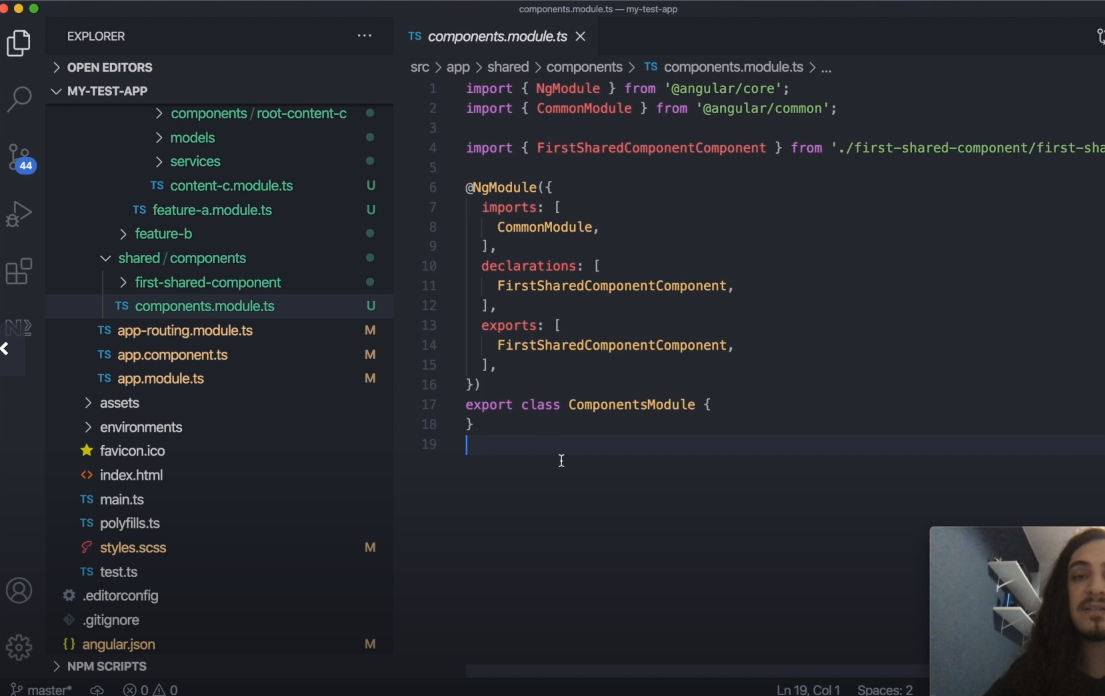 components.module.ts — my-test-app
EXPLORER
OPEN EDITORS
MY-TEST-APP
components / root-content-c
models
services
TS content-c.module.ts U
TS feature-a.module.ts U
feature-b
shared / components
first-shared-component
TS components.module.ts U
TS app-routing.module.ts M
TS app.component.ts M
TS app.module.ts M
assets
environments
favicon.ico
<> index.html
TS main.ts
TS polyfills.ts
styles.scss M
TS test.ts
.editorconfig
.gitignore
{} angular.json M
NPM SCRIPTS
44
TS components.module.ts
src > app > shared > components > TS components.module.ts > ...
1 import { NgModule } from '@angular/core';
2 import { CommonModule } from '@angular/common';
3
4 import { FirstSharedComponentComponent } from './first-shared-component/first-sha
5
6 @NgModule({
7 imports: [
8 CommonModule,
9 ],
10 declarations: [
11 FirstSharedComponentComponent,
12 ],
13 exports: [
14 FirstSharedComponentComponent,
15 ],
16 })
17 export class ComponentsModule {
18 }
19
master* 0 0
Ln 19, Col 1 Spaces: 2